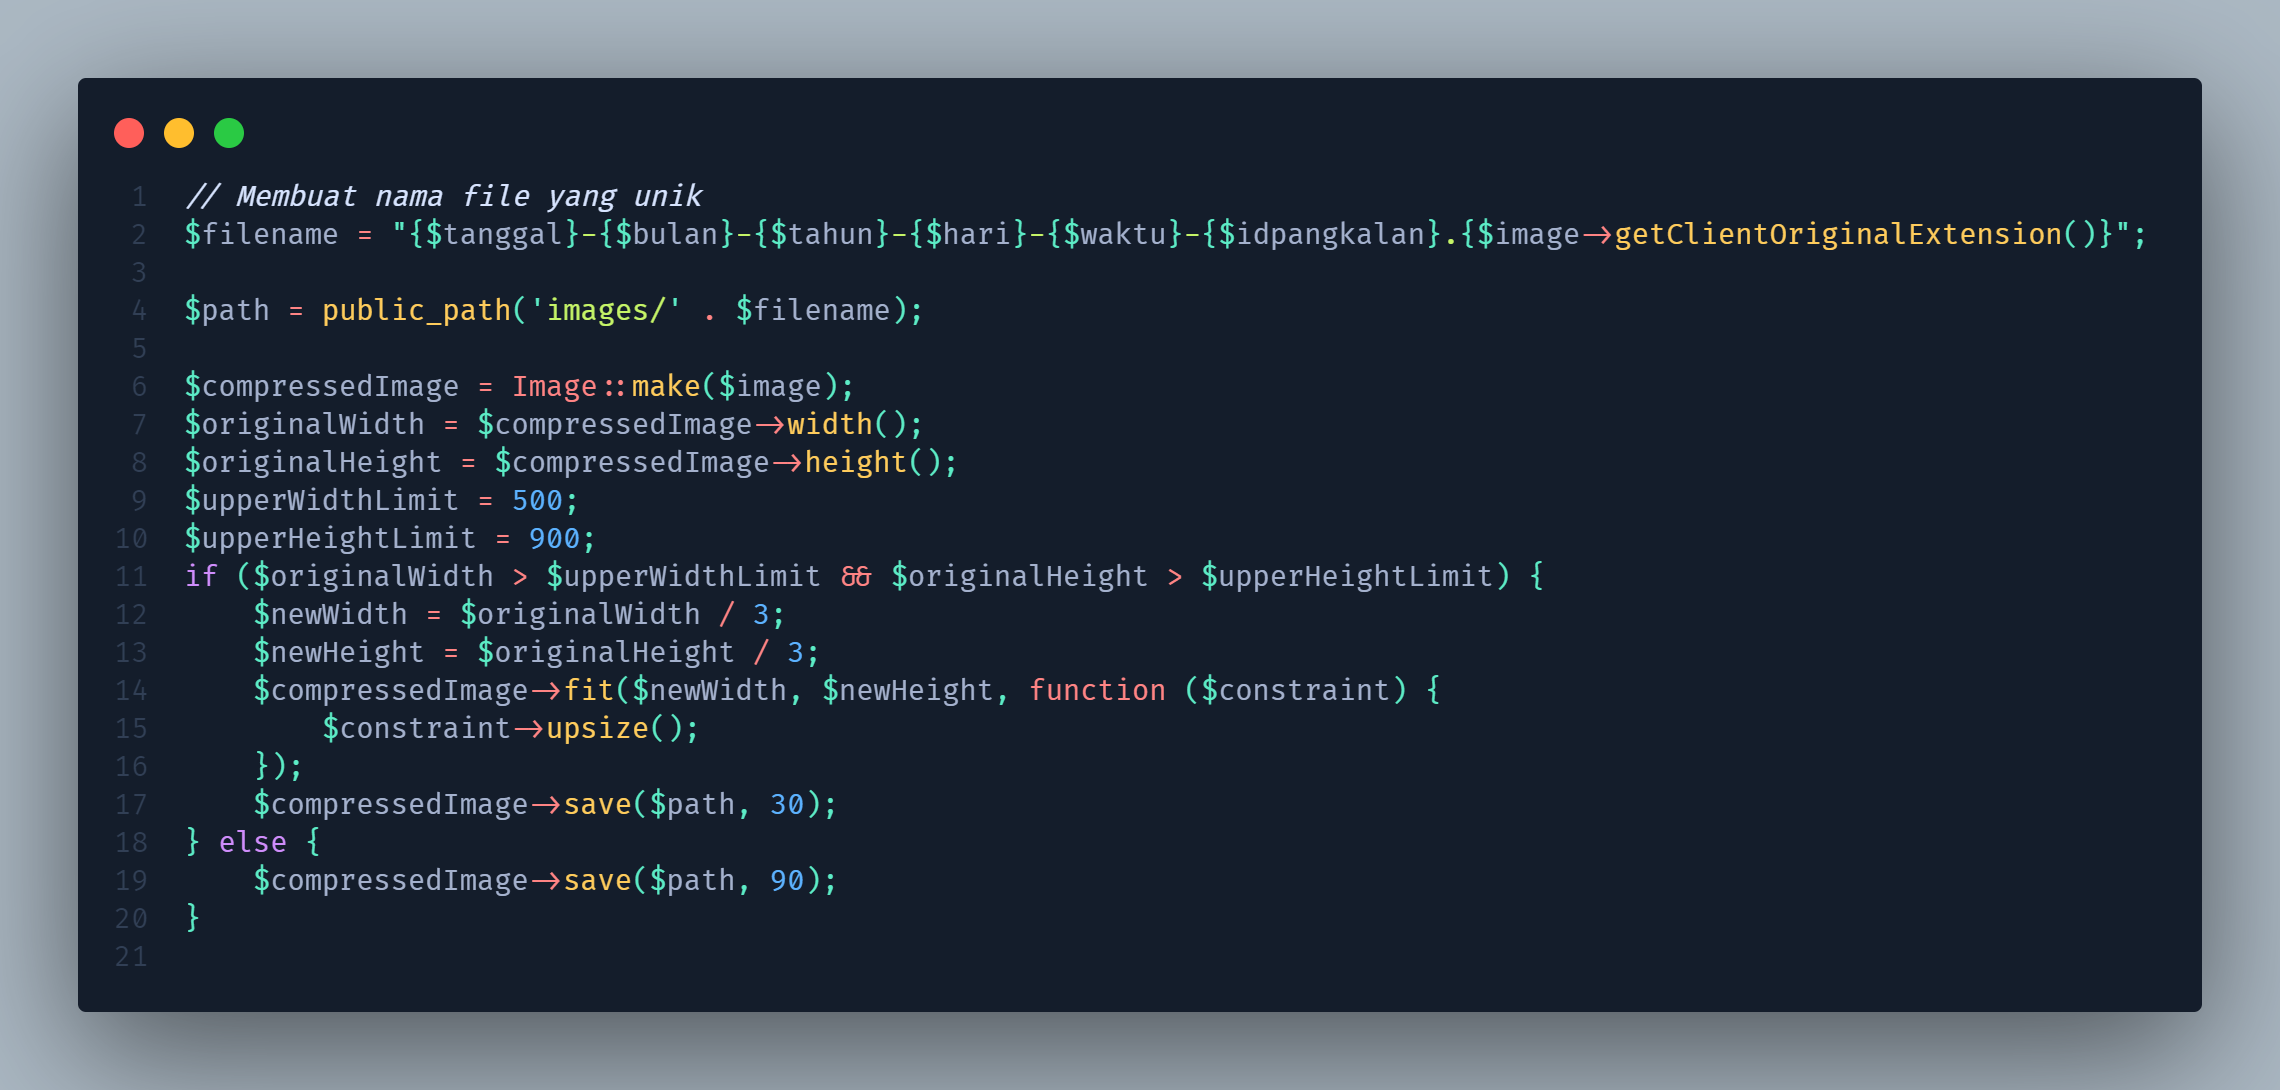 1 // Membuat nama file yang unik
2 $filename = "{$tanggal}-{$bulan}-{$tahun}-{$hari}-{$waktu}-{$idpangkalan}.{$image->getClientOriginalExtension()}";
3
4 $path = public_path('images/' . $filename);
5
6 $compressedImage = Image::make($image);
7 $originalWidth = $compressedImage->width();
8 $originalHeight = $compressedImage->height();
9 $upperWidthLimit = 500;
10 $upperHeightLimit = 900;
11 if ($originalWidth > $upperWidthLimit && $originalHeight > $upperHeightLimit) {
12     $newWidth = $originalWidth / 3;
13     $newHeight = $originalHeight / 3;
14     $compressedImage->fit($newWidth, $newHeight, function ($constraint) {
15         $constraint->upsize();
16     });
17     $compressedImage->save($path, 30);
18 } else {
19     $compressedImage->save($path, 90);
20 }
21